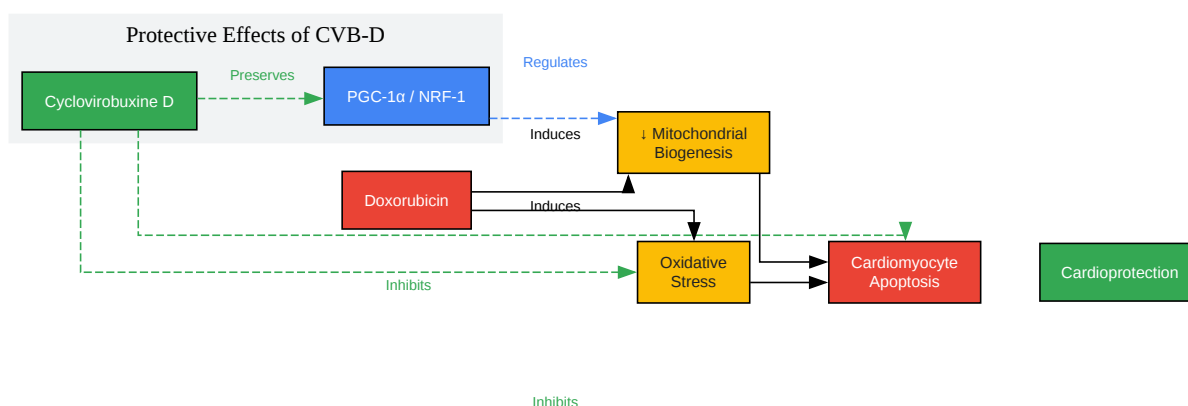 Protective Effects of CVB-D
Regulates
Preserves
Cyclovirobuxine D
PGC-1α / NRF-1
Induces
↓ Mitochondrial
Biogenesis
Doxorubicin
Induces
Oxidative
Stress
Cardiomyocyte
Apoptosis
Cardioprotection
Inhibits
Inhibits